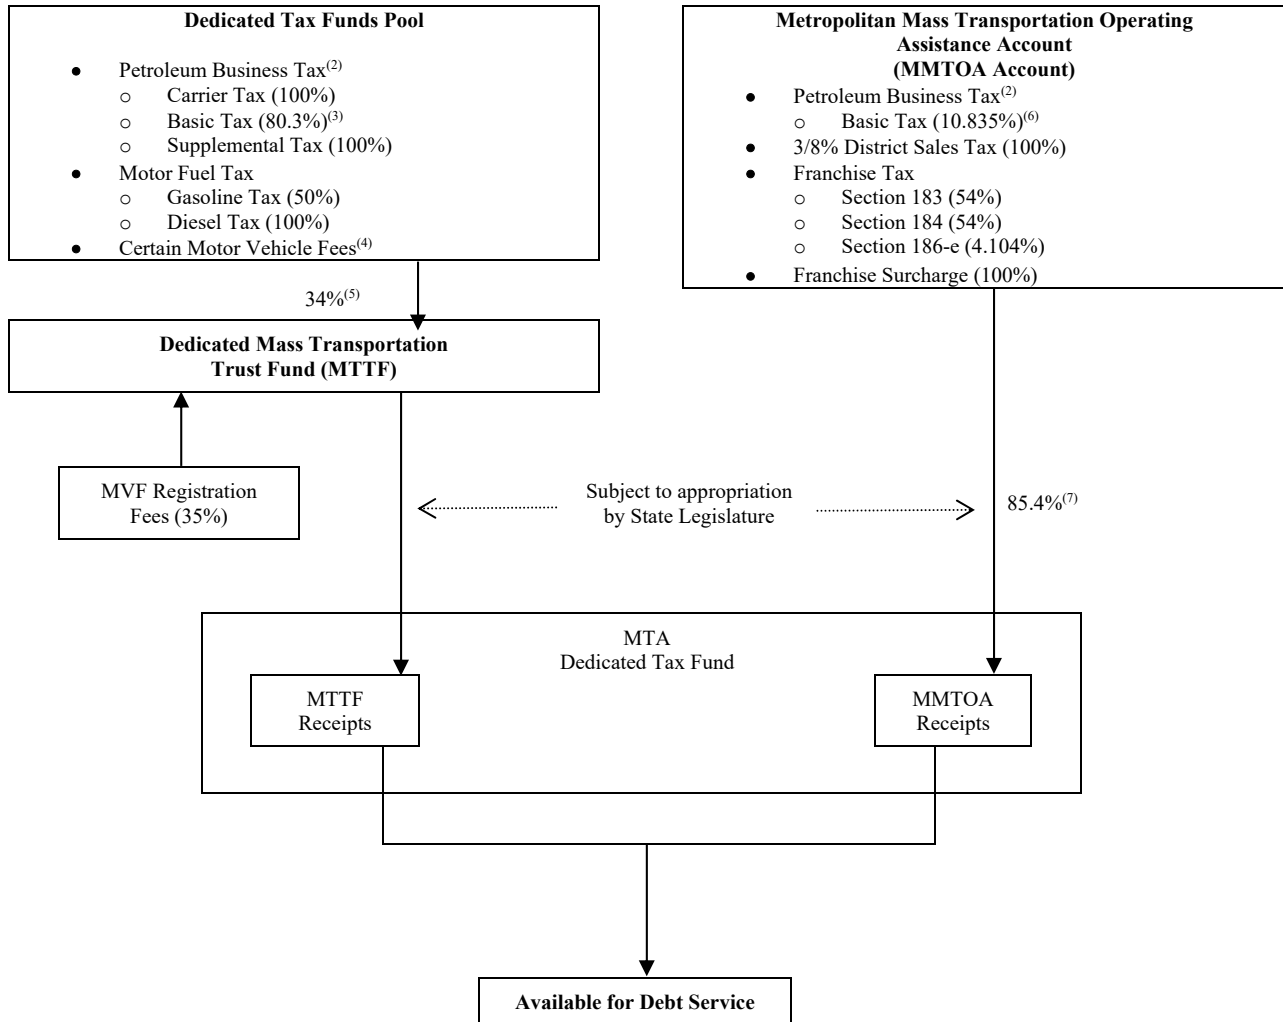 Dedicated Tax Funds Pool
● Petroleum Business Tax(2)
o Carrier Tax (100%)
o Basic Tax (80.3%)(3)
o Supplemental Tax (100%)
● Motor Fuel Tax
o Gasoline Tax (50%)
o Diesel Tax (100%)
● Certain Motor Vehicle Fees(4)
Metropolitan Mass Transportation Operating
Assistance Account
(MMTOA Account)
● Petroleum Business Tax(2)
o Basic Tax (10.835%)(6)
● 3/8% District Sales Tax (100%)
● Franchise Tax
o Section 183 (54%)
o Section 184 (54%)
o Section 186-e (4.104%)
● Franchise Surcharge (100%)
34%(5)
Dedicated Mass Transportation
Trust Fund (MTTF)
MVF Registration
Fees (35%)
Subject to appropriation
by State Legislature
85.4%(7)
MTA
Dedicated Tax Fund
MTTF
Receipts
MMTOA
Receipts
Available for Debt Service